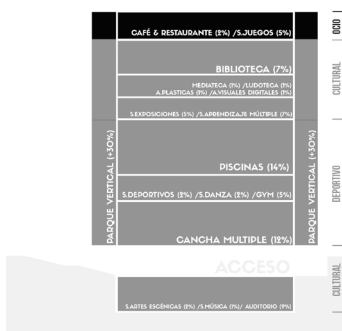 CAFÉ & RESTAURANTE (2%) /S.JUEGOS (5%)
BIBLIOTECA (7%)
MEDIATECA (1%) /LUDOTECA (1%)
A.PLASTICAS (1%) /A.VISUALES DIGITALES (1%)
S.EXPOSICIONES (5%) /S.APRENDIZAJE MÚLTIPLE (7%)
PISCINAS (14%)
S.DEPORTIVOS (2%) /S.DANZA (2%) /GYM (5%)
CANCHA MULTIPLE (12%)
ACCESO
S.ARTES ESCÉNICAS (2%) /S.MÚSICA (1%)/ AUDITORIO (9%)
PARQUE VERTICAL (+30%)
PARQUE VERTICAL (+30%)
OCIO
CULTURAL
DEPORTIVO
CULTURAL